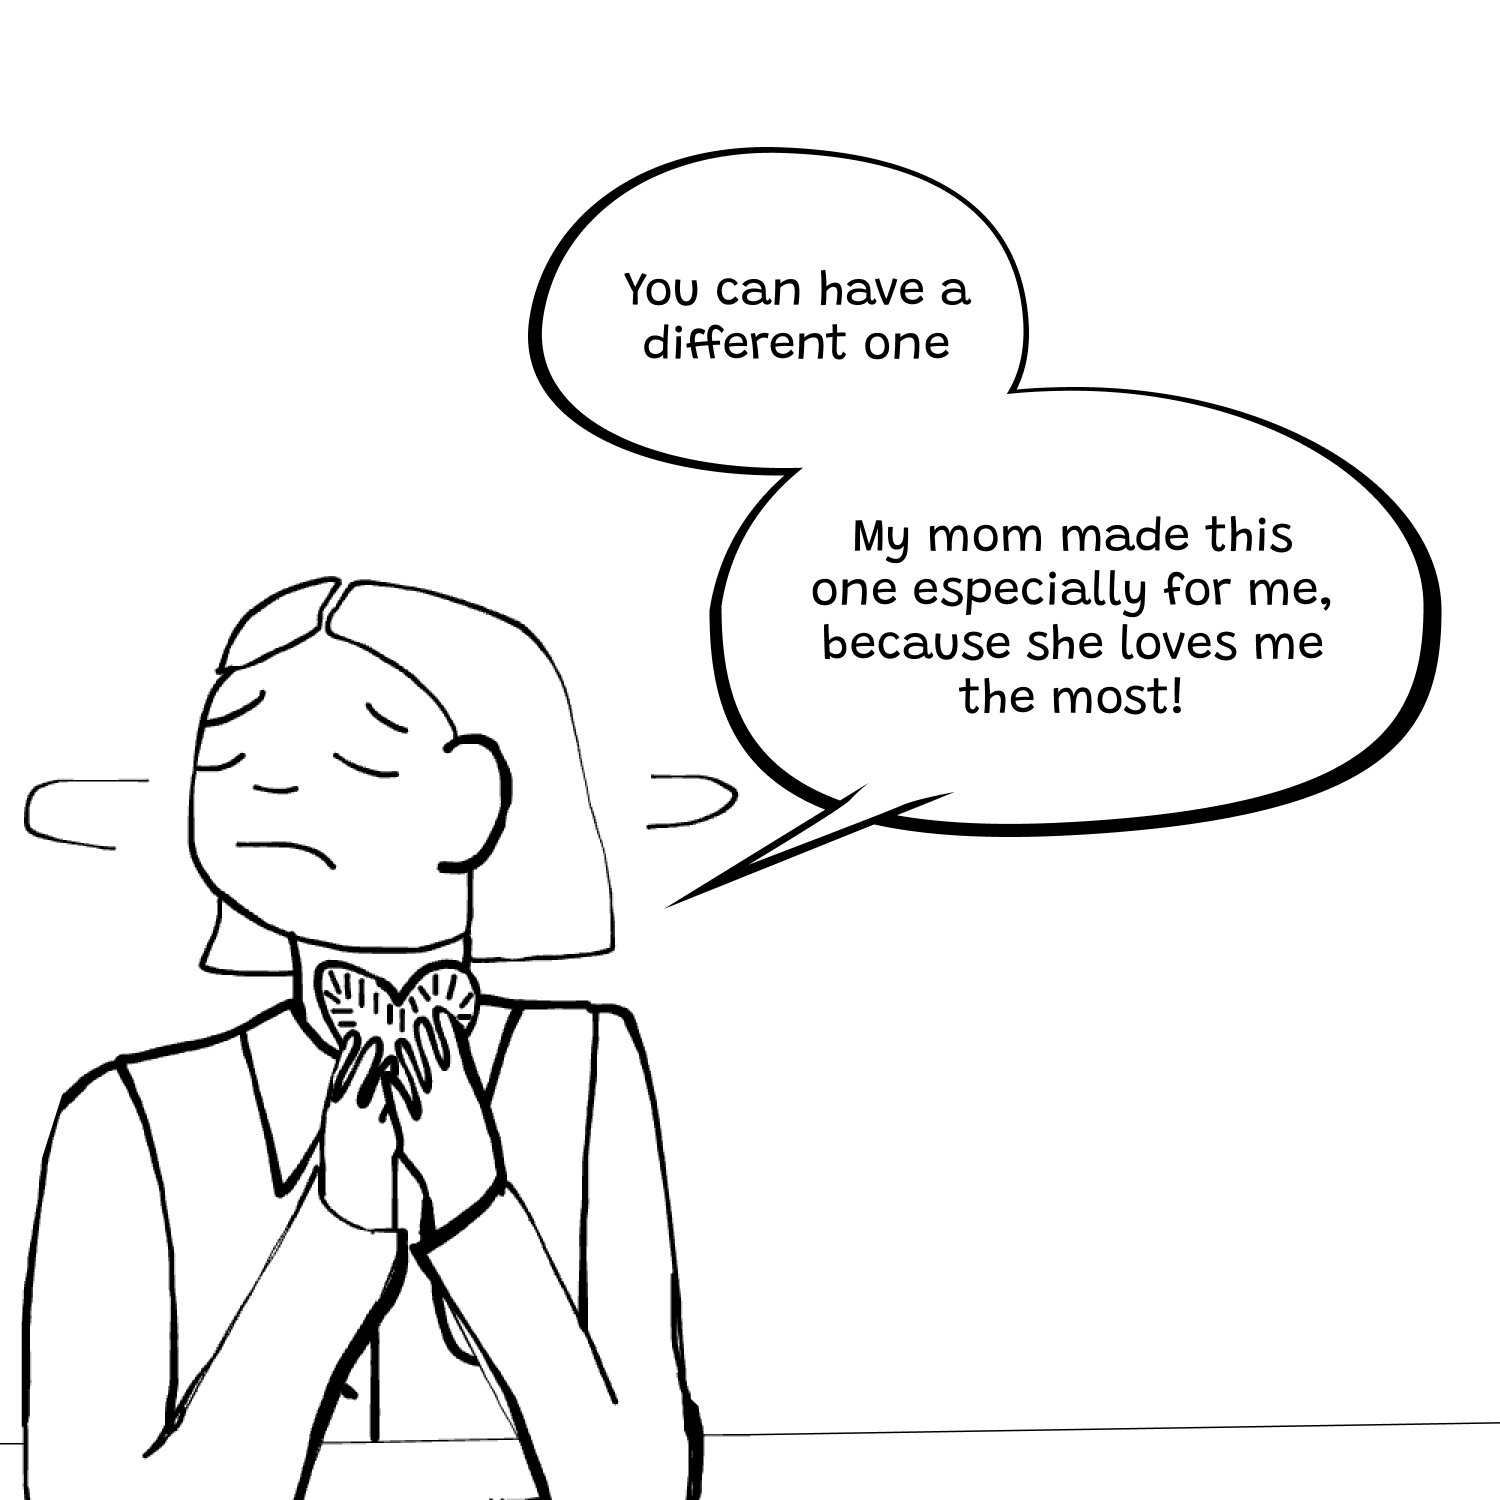 You can have a
different one
My mom made this
one especially for me,
because she loves me
the most!